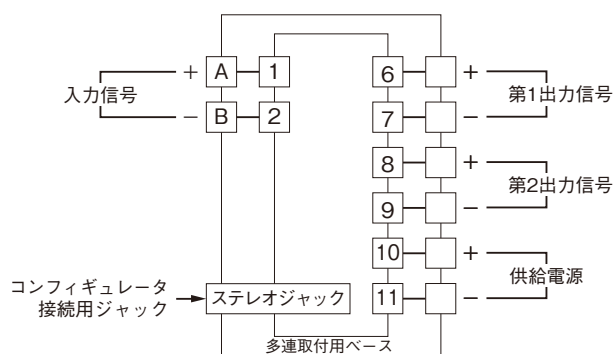 + A 1 6 +
入力信号 第1出力信号
− B 2 7 −
8 +
第2出力信号
9 −
10 +
コンフィギュレータ 供給電源
接続用ジャック ステレオジャック 11 −
多連取付用ベース